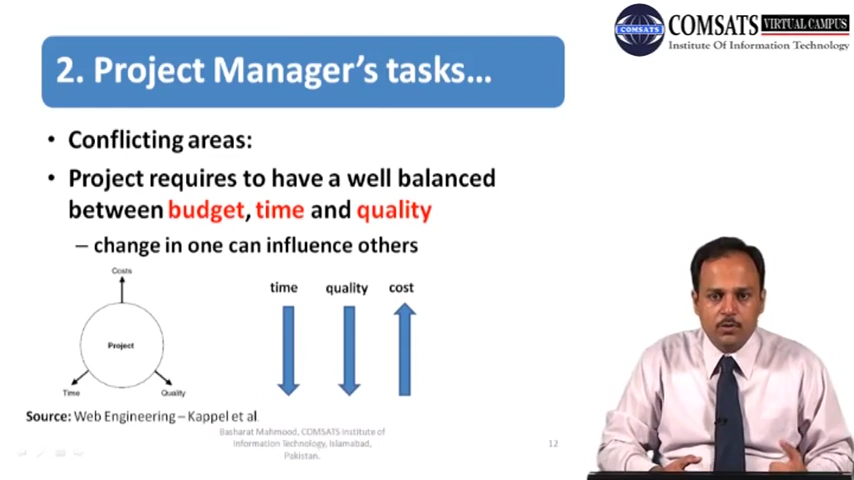 COMSATS VIRTUAL CAMPUS
Institute Of Information Technology
COMSATS
2. Project Manager's tasks...
• Conflicting areas:
• Project requires to have a well balanced
between budget, time and quality
– change in one can influence others
Costs
Project
Time
Quality
time quality cost
Source: Web Engineering – Kappel et al
Basharat Mahmood, COMSATS Institute of
Information Technology, Islamabad,
Pakistan.
12